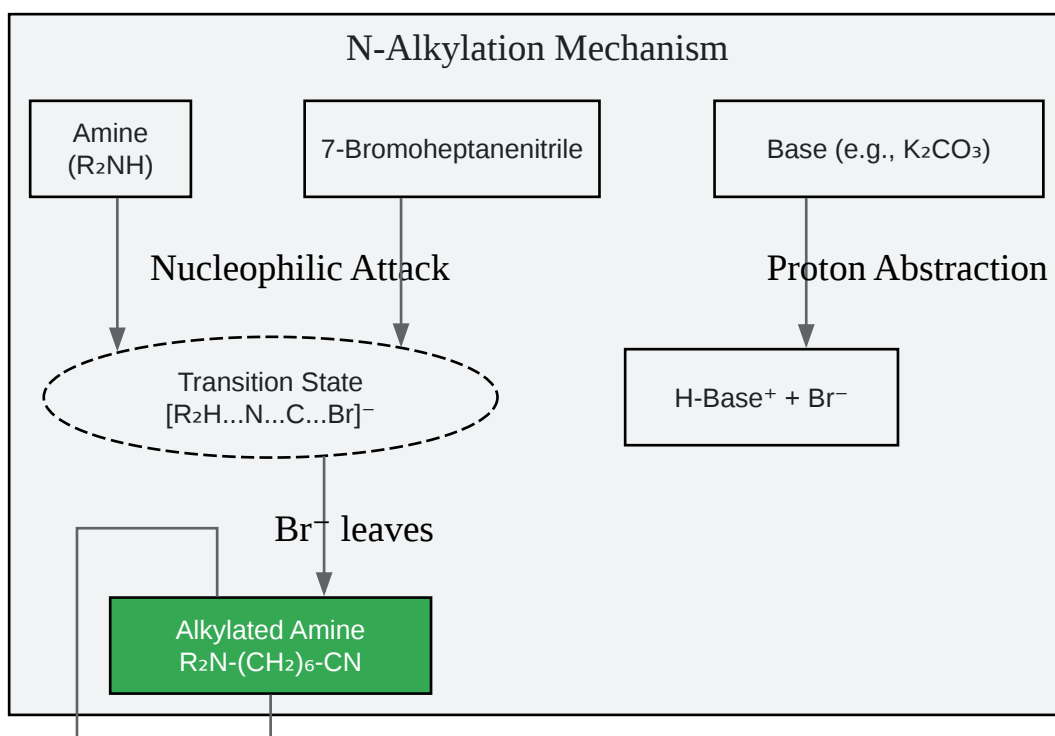 N-Alkylation Mechanism
Amine
(R₂NH)
7-Bromoheptanenitrile
Base (e.g., K₂CO₃)
Nucleophilic Attack
Proton Abstraction
Transition State
[R₂H...N...C...Br]⁻
H-Base⁺ + Br⁻
Br⁻ leaves
Alkylated Amine
R₂N-(CH₂)₆-CN